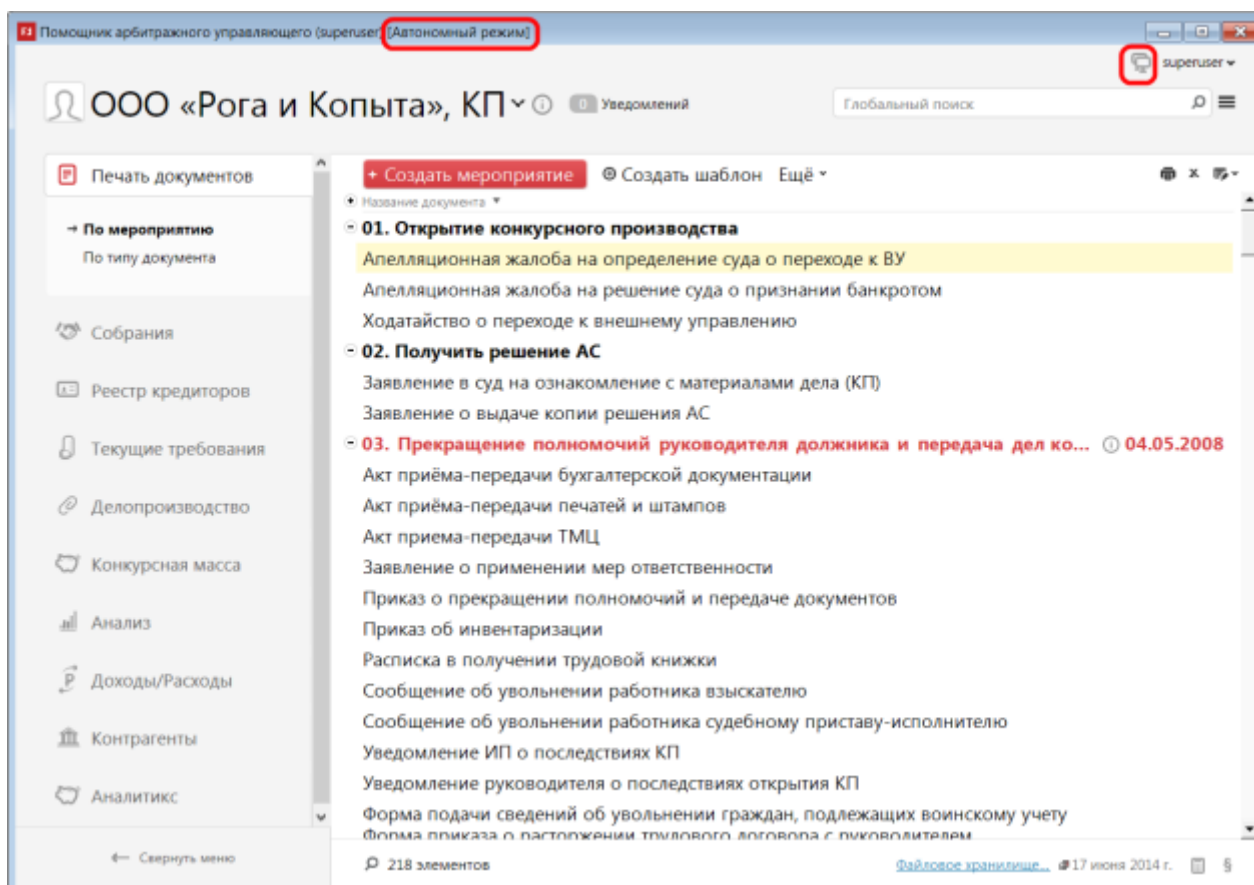 Помощник арбитражного управляющего (superuser) [Автономный режим]
superuser
ООО «Рога и Копыта», КП
0 Уведомлений
Глобальный поиск
Печать документов
По мероприятию
По типу документа
Собрания
Реестр кредиторов
Текущие требования
Делопроизводство
Конкурсная масса
Анализ
Доходы/Расходы
Контрагенты
Аналитикс
Свернуть меню
+ Создать мероприятие
Создать шаблон
Ещё
Название документа
01. Открытие конкурсного производства
Апелляционная жалоба на определение суда о переходе к ВУ
Апелляционная жалоба на решение суда о признании банкротом
Ходатайство о переходе к внешнему управлению
02. Получить решение АС
Заявление в суд на ознакомление с материалами дела (КП)
Заявление о выдаче копии решения АС
03. Прекращение полномочий руководителя должника и передача дел ко... 04.05.2008
Акт приёма-передачи бухгалтерской документации
Акт приёма-передачи печатей и штампов
Акт приема-передачи ТМЦ
Заявление о применении мер ответственности
Приказ о прекращении полномочий и передаче документов
Приказ об инвентаризации
Расписка в получении трудовой книжки
Сообщение об увольнении работника взыскателю
Сообщение об увольнении работника судебному приставу-исполнителю
Уведомление ИП о последствиях КП
Уведомление руководителя о последствиях открытия КП
Форма подачи сведений об увольнении граждан, подлежащих воинскому учету
Форма приказа о расторжении трудового договора с руководителем
218 элементов
Файловое хранилище...
17 июня 2014 г.
§